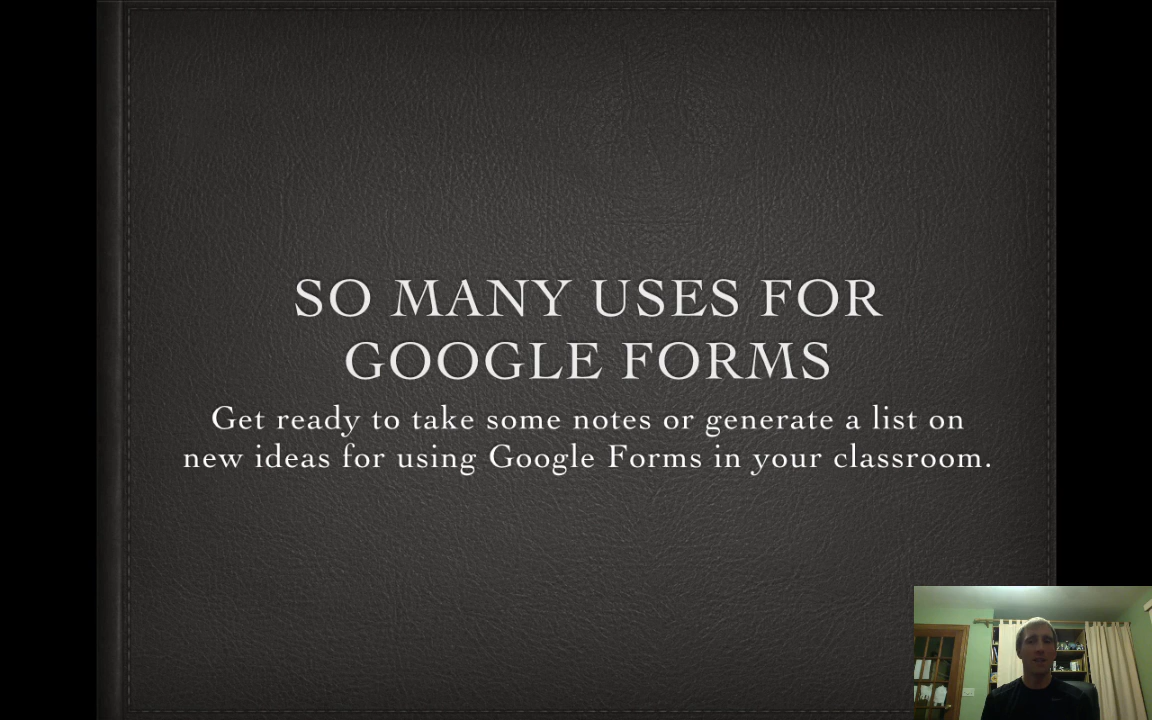 SO MANY USES FOR
GOOGLE FORMS
Get ready to take some notes or generate a list on
new ideas for using Google Forms in your classroom.